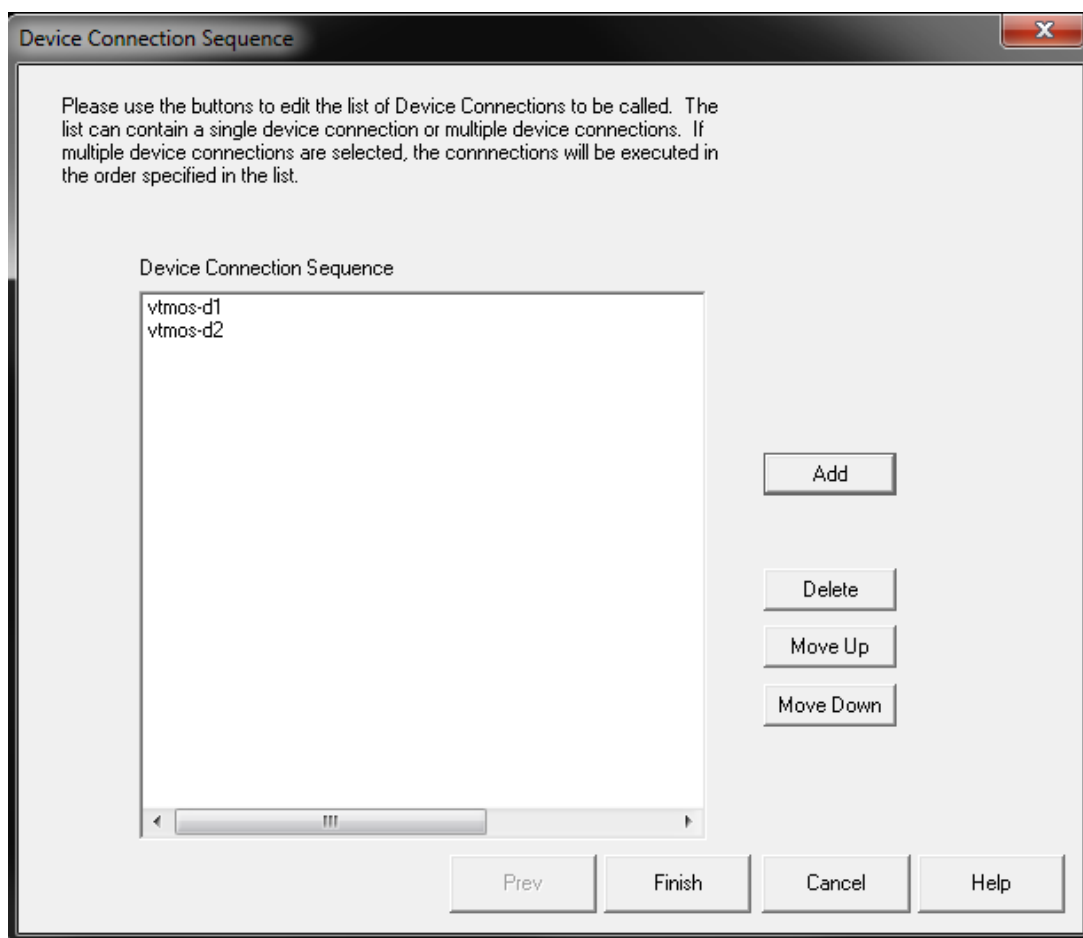 Device Connection Sequence
Please use the buttons to edit the list of Device Connections to be called. The
list can contain a single device connection or multiple device connections. If
multiple device connections are selected, the connnections will be executed in
the order specified in the list.
Device Connection Sequence
vtmos-d1
vtmos-d2
Add
Delete
Move Up
Move Down
Prev
Finish
Cancel
Help